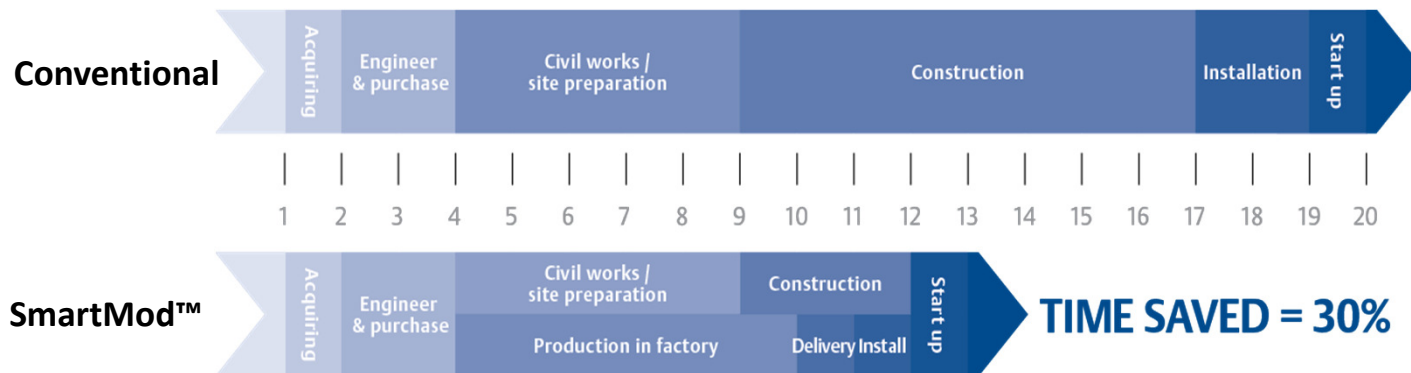 Conventional
Acquiring
Engineer
& purchase
Civil works /
site preparation
Construction
Installation
Start up
1 2 3 4 5 6 7 8 9 10 11 12 13 14 15 16 17 18 19 20
SmartMod™
Acquiring
Engineer
& purchase
Civil works /
site preparation
Construction
Production in factory
Delivery Install
Start up
TIME SAVED = 30%